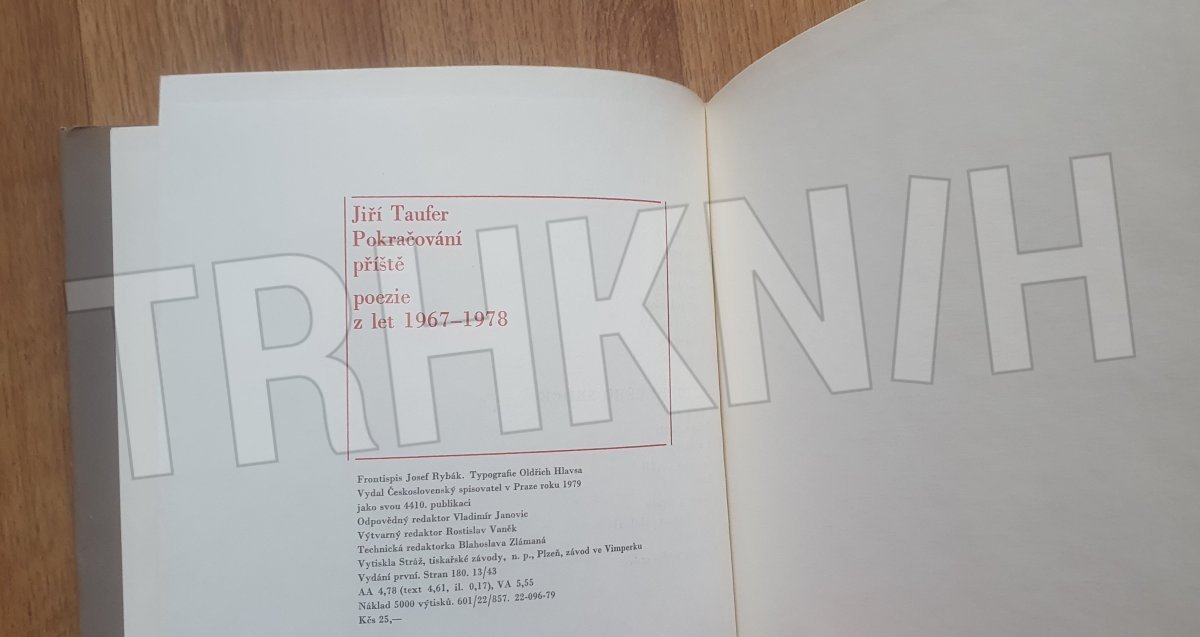 Jiří Taufer
Pokračování
příště
poezie
z let 1967–1978
TRHKNIH
Frontispis Josef Rybák. Typografie Oldřich Hlavsa
Vydal Československý spisovatel v Praze roku 1979
jako svou 4410. publikaci
Odpovědný redaktor Vladimír Janovic
Výtvarný redaktor Rostislav Vaněk
Technická redaktorka Blahoslava Zlámaná
Vytiskla Stráž, tiskařské závody, n. p., Plzeň, závod ve Vimperku
Vydání první. Stran 180. 13/43
AA 4,78 (text 4,61, il. 0,17), VA 5,55
Náklad 5000 výtisků. 601/22/857. 22-096-79
Kčs 25,—